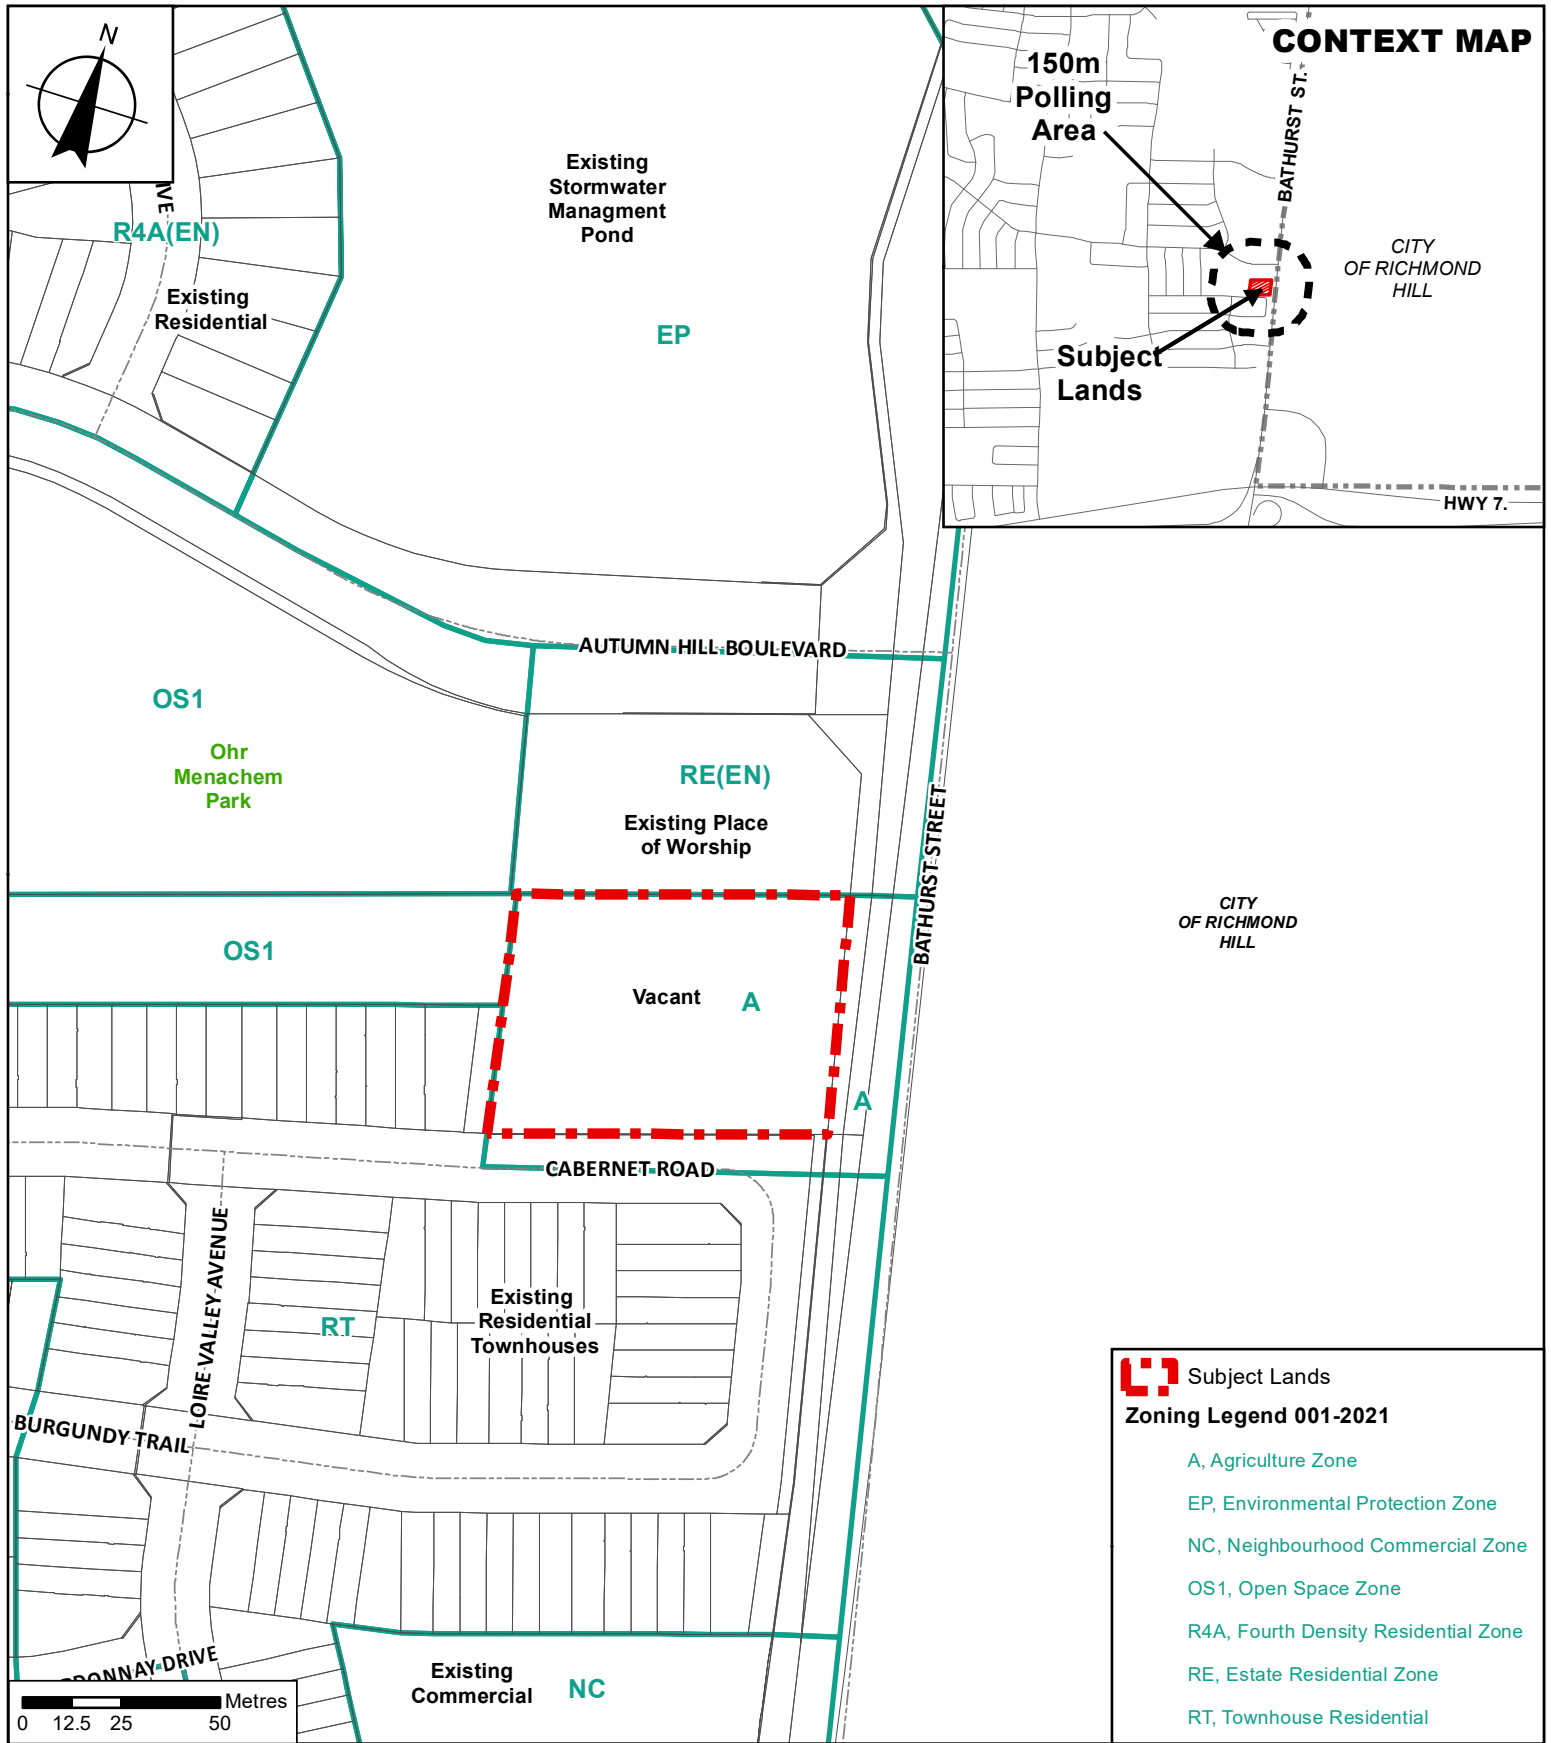 N
CONTEXT MAP
150m
Polling
Area
BATHURST ST.
CITY
OF RICHMOND
HILL
Subject
Lands
HWY 7.
R4A(EN)
Existing
Residential
Existing
Stormwater
Managment
Pond
EP
AUTUMN HILL BOULEVARD
OS1
Ohr
Menachem
Park
RE(EN)
Existing Place
of Worship
BATHURST STREET
CITY
OF RICHMOND
HILL
OS1
Vacant
A
A
CABERNET ROAD
LOIRE VALLEY AVENUE
RT
Existing
Residential
Townhouses
BURGUNDY TRAIL
DRIVE
Existing
Commercial
NC
Metres
0 12.5 25 50
Subject Lands
Zoning Legend 001-2021
A, Agriculture Zone
EP, Environmental Protection Zone
NC, Neighbourhood Commercial Zone
OS1, Open Space Zone
R4A, Fourth Density Residential Zone
RE, Estate Residential Zone
RT, Townhouse Residential